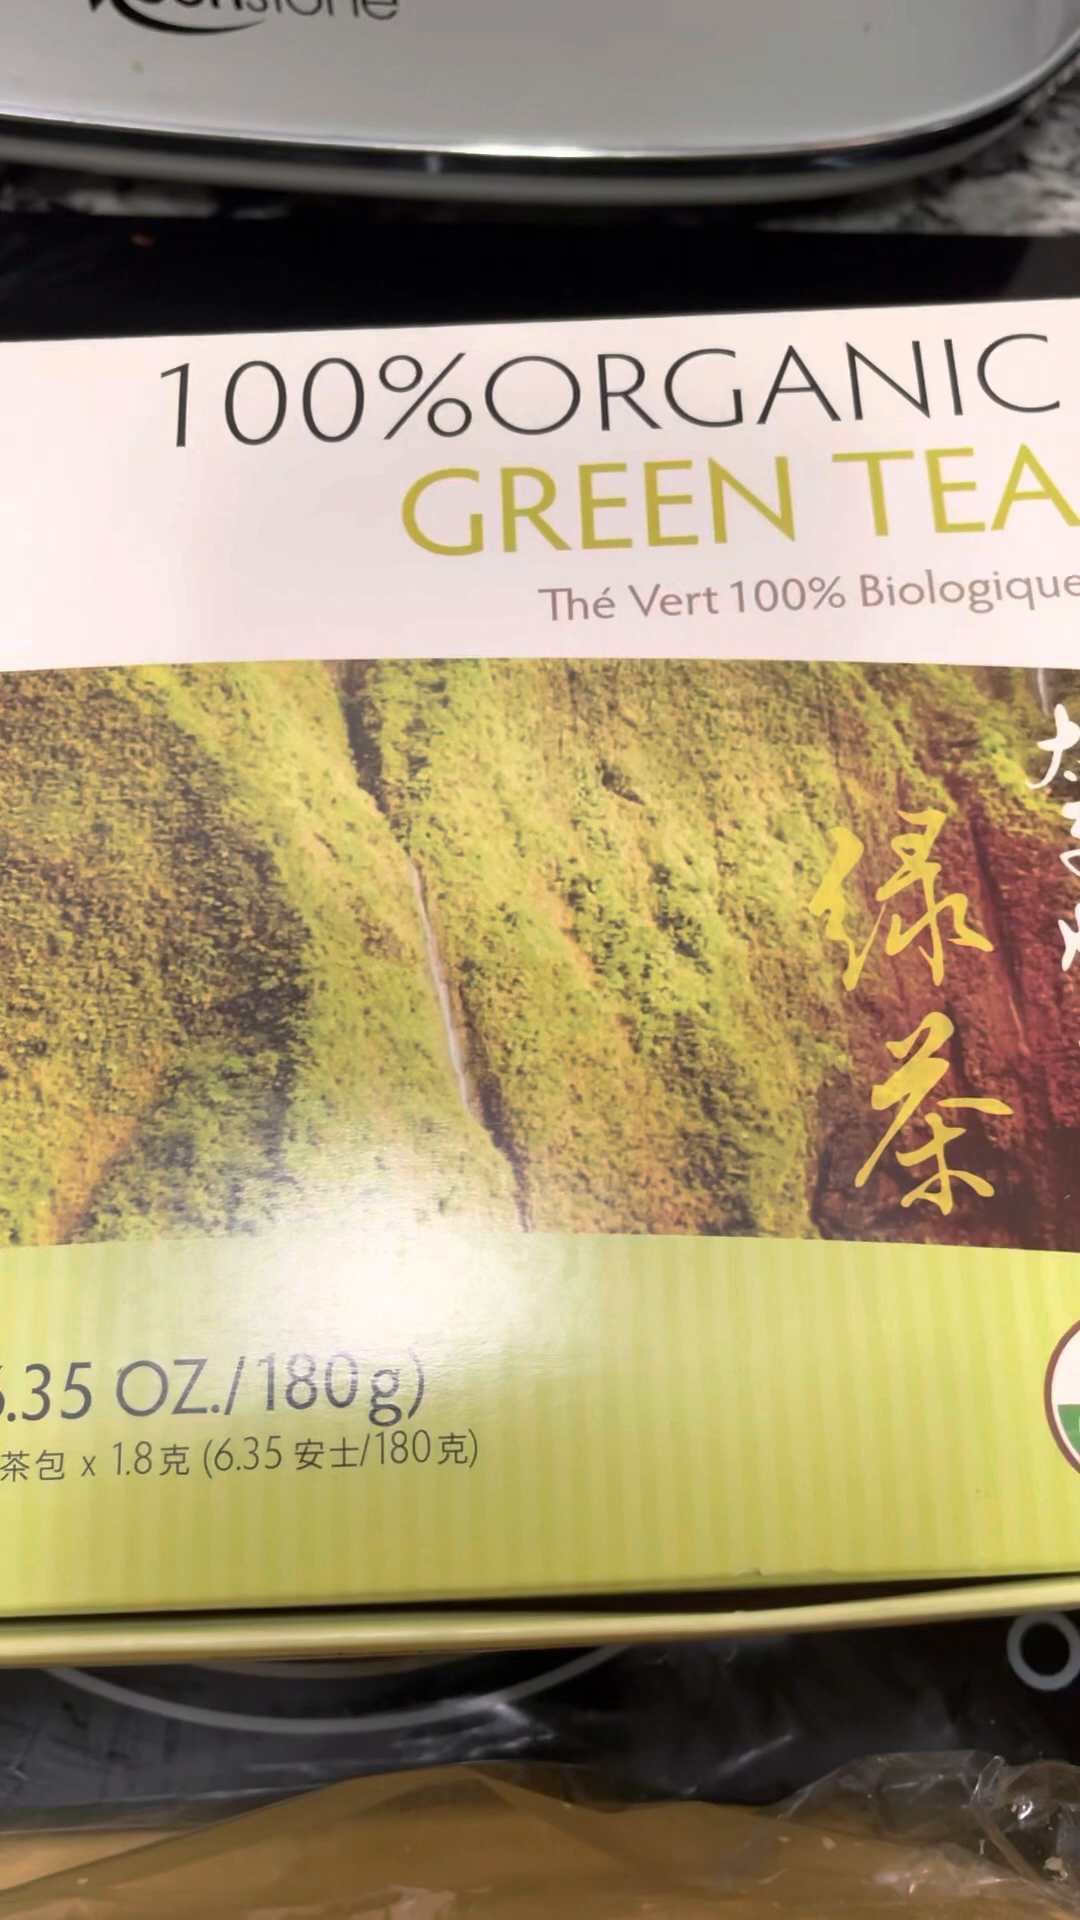 100%ORGANIC
GREEN TEA
Thé Vert 100% Biologique
绿茶
.35 OZ./180g)
茶包 x 1.8克 (6.35 安士/180克)